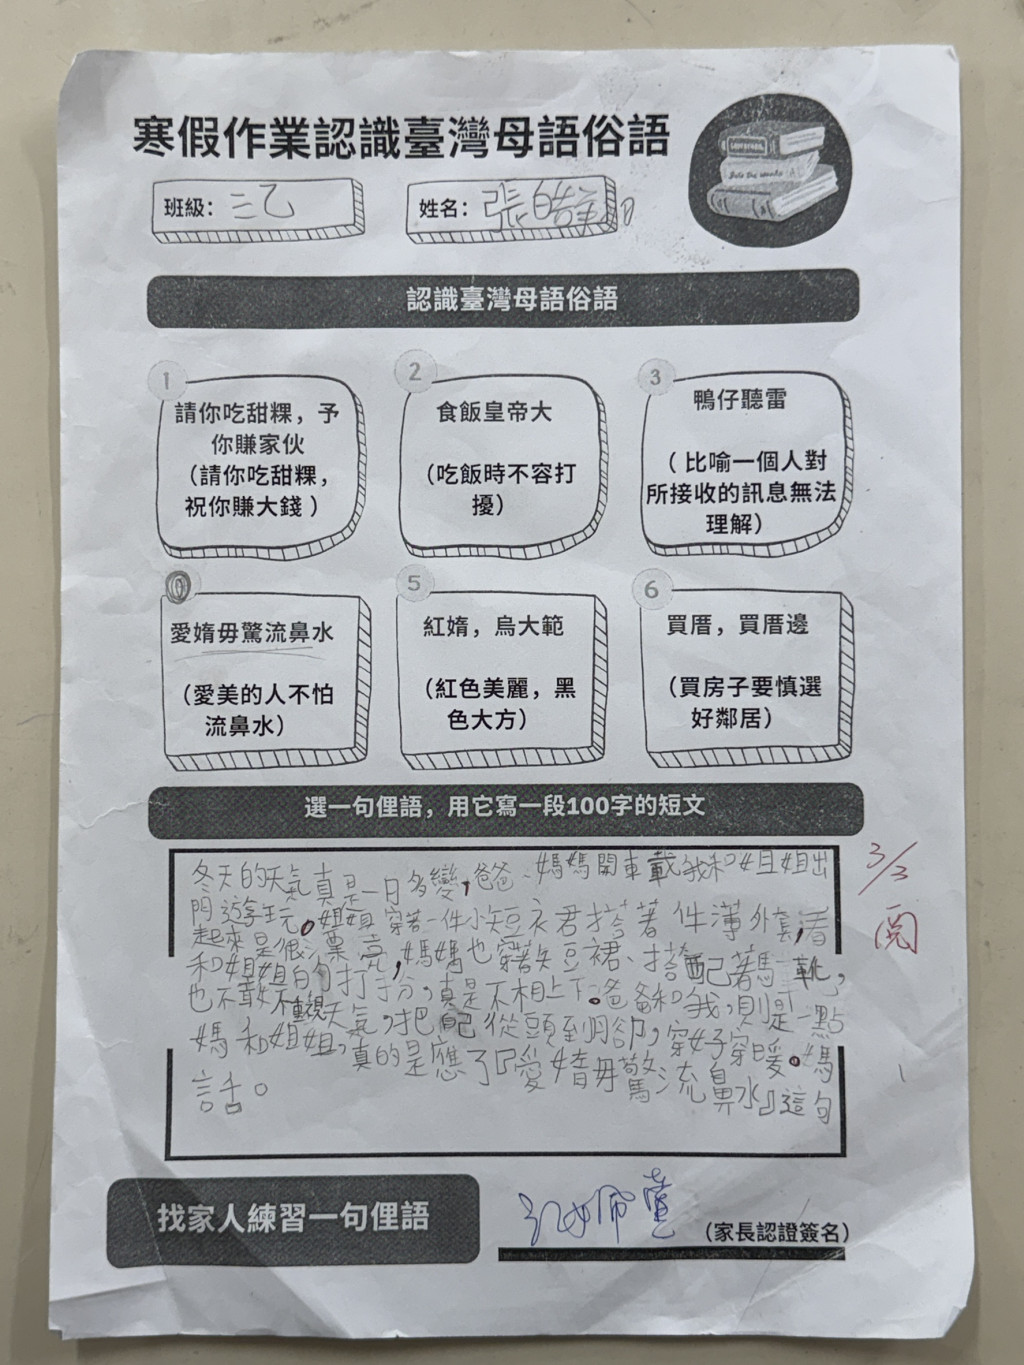 寒假作業認識臺灣母語俗語
班級：三乙
姓名：張皓翔
認識臺灣母語俗語
1
請你吃甜粿，予
你賺家伙
（請你吃甜粿，
祝你賺大錢）
2
食飯皇帝大
（吃飯時不容打
擾）
3
鴨仔聽雷
（比喻一個人對
所接收的訊息無法
理解）
愛媠毋驚流鼻水
（愛美的人不怕
流鼻水）
5
紅媠，烏大範
（紅色美麗，黑
色大方）
6
買厝，買厝邊
（買房子要慎選
好鄰居）
選一句俚語，用它寫一段100字的短文
冬天的天氣真是一日多變，爸爸、媽媽開車載我和姐姐出
門遊玩。姐姐穿著一件小短衣君搭著 件薄外套，看
起來是很漂亮，媽媽也穿著短裙、搭配著馬靴，
和姐姐的打扮，真是不相上下。爸爸和我，則是一點
也不敢不重視天氣，把自己從頭到腳，穿好穿暖。媽
媽和姐姐，真的是應了『愛媠毋驚流鼻水』這句
話。
3/3
閱
找家人練習一句俚語
（家長認證簽名）